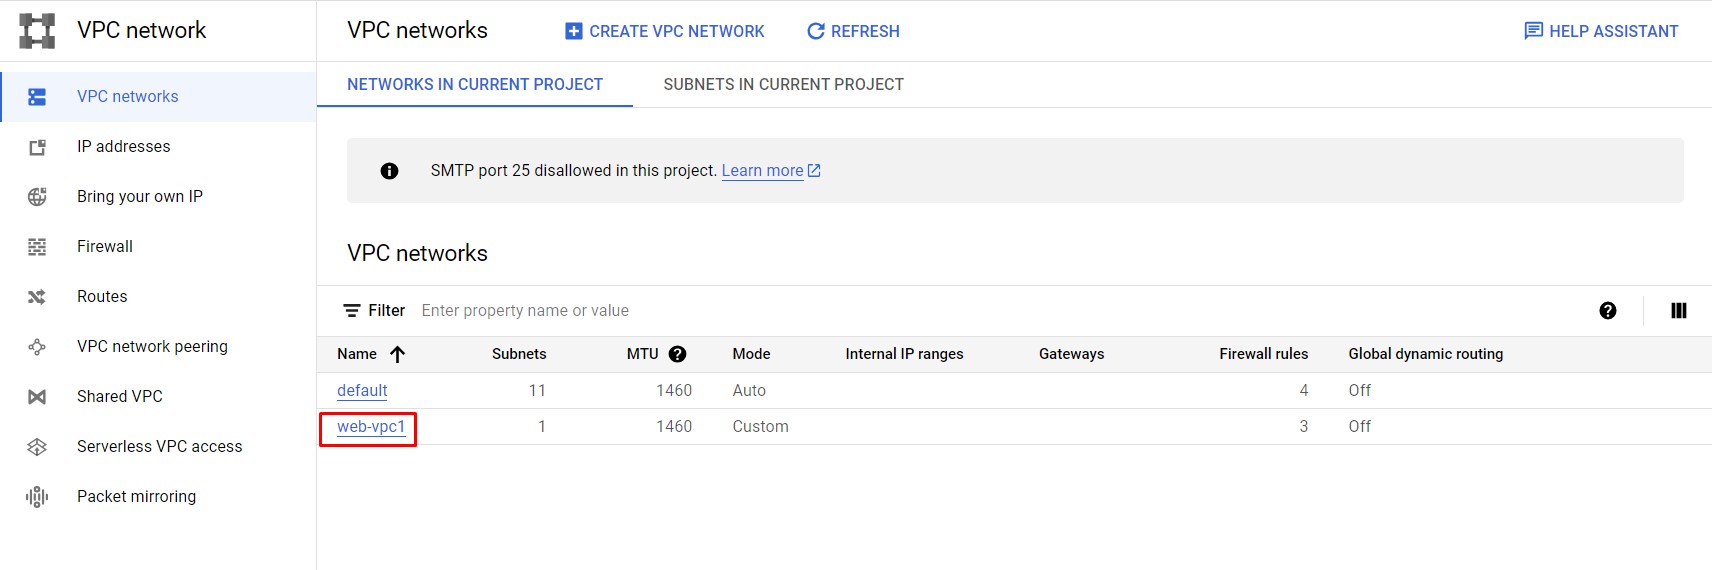 VPC network
VPC networks CREATE VPC NETWORK REFRESH HELP ASSISTANT
VPC networks
IP addresses
Bring your own IP
Firewall
Routes
VPC network peering
Shared VPC
Serverless VPC access
Packet mirroring
NETWORKS IN CURRENT PROJECT SUBNETS IN CURRENT PROJECT
SMTP port 25 disallowed in this project. Learn more
VPC networks
Filter Enter property name or value
Name Subnets MTU Mode Internal IP ranges Gateways Firewall rules Global dynamic routing
default 11 1460 Auto 4 Off
web-vpc1 1 1460 Custom 3 Off